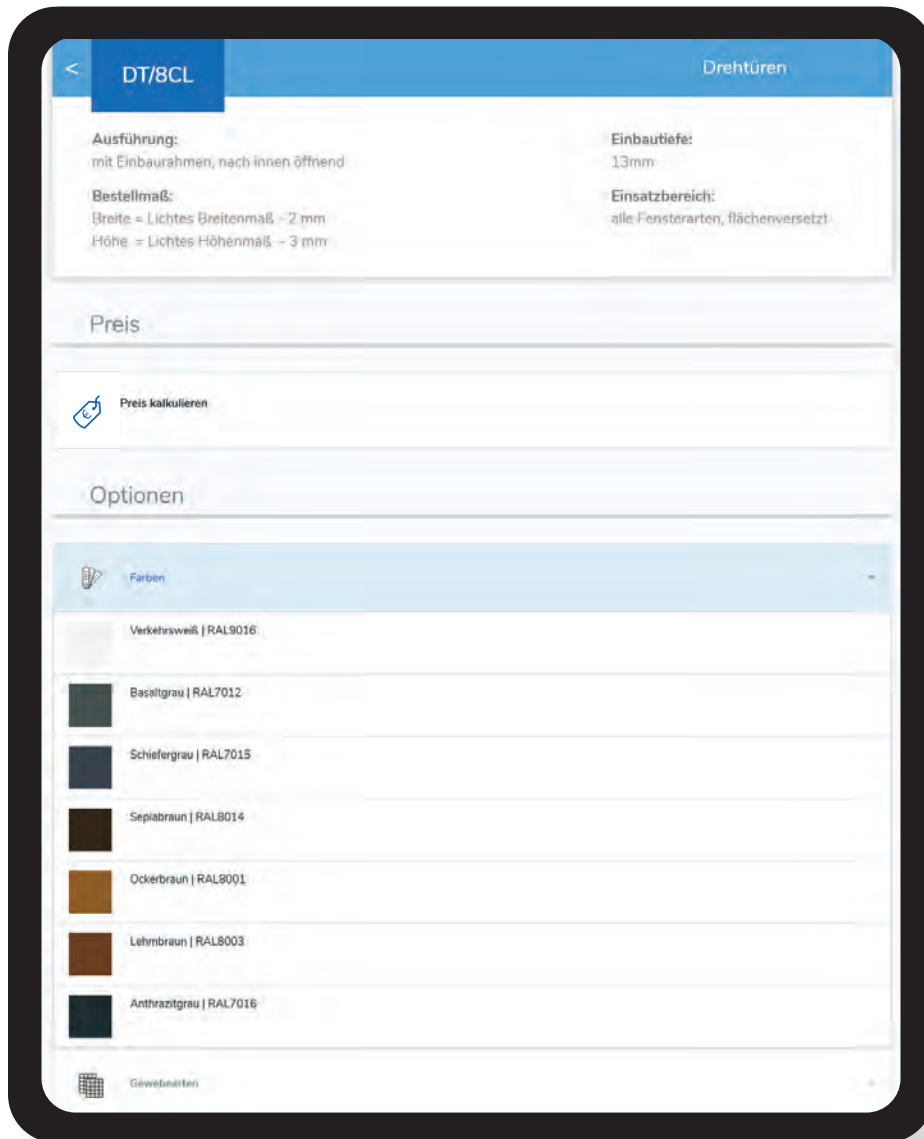 <
DT/8CL
Drehtüren
Ausführung:
mit Einbaurahmen, nach innen öffnend
Bestellmaß:
Breite = Lichtes Breitenmaß - 2 mm
Höhe = Lichtes Höhenmaß - 3 mm
Einbautiefe:
13mm
Einsatzbereich:
alle Fensterarten, flächenversetzt
Preis
€
Preis kalkulieren
Optionen
Farben
Verkehrsweiß | RAL9016
Basaltgrau | RAL7012
Schiefergrau | RAL7015
Sepiabraun | RAL8014
Ockerbraun | RAL8001
Lehmbraun | RAL8003
Anthrazitgrau | RAL7016
Gewebearten